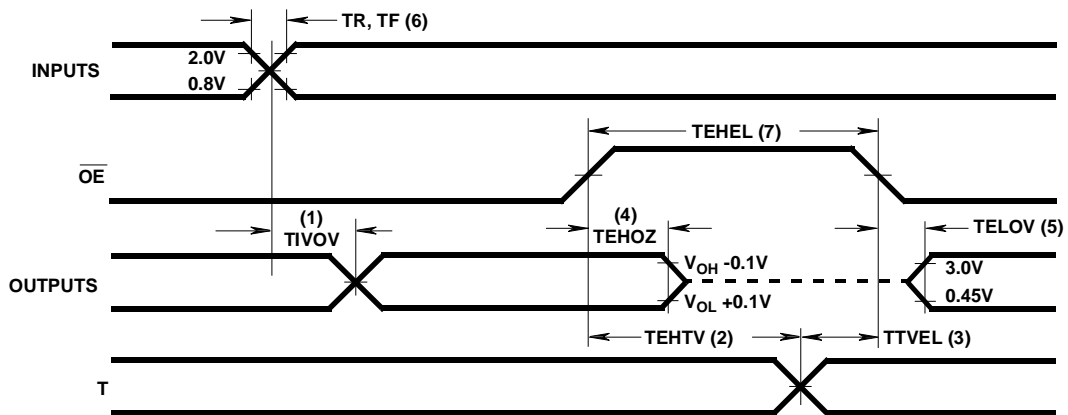 TR, TF (6)
INPUTS
2.0V
0.8V
TEHEL (7)
OE
(1)
TIVOV
(4)
TEHOZ
TELOV (5)
OUTPUTS
VOH -0.1V
VOL +0.1V
3.0V
0.45V
TEHTV (2)
TTVEL (3)
T